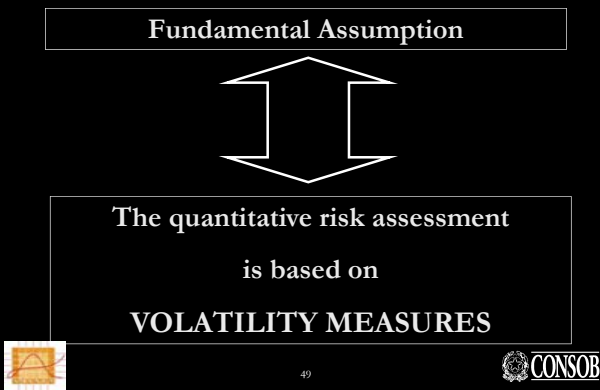 Fundamental Assumption
The quantitative risk assessment
is based on
VOLATILITY MEASURES
49
CONSOB